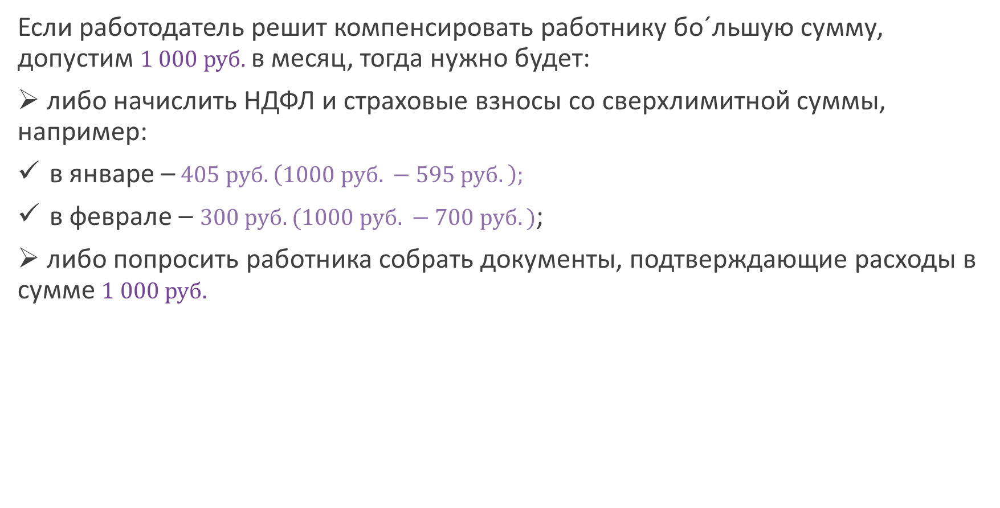 Если работодатель решит компенсировать работнику бо´льшую сумму,
допустим 1 000 руб. в месяц, тогда нужно будет:
➢ либо начислить НДФЛ и страховые взносы со сверхлимитной суммы,
например:
✓ в январе – 405 руб. (1000 руб. − 595 руб. );
✓ в феврале – 300 руб. (1000 руб. − 700 руб. );
➢ либо попросить работника собрать документы, подтверждающие расходы в
сумме 1 000 руб.